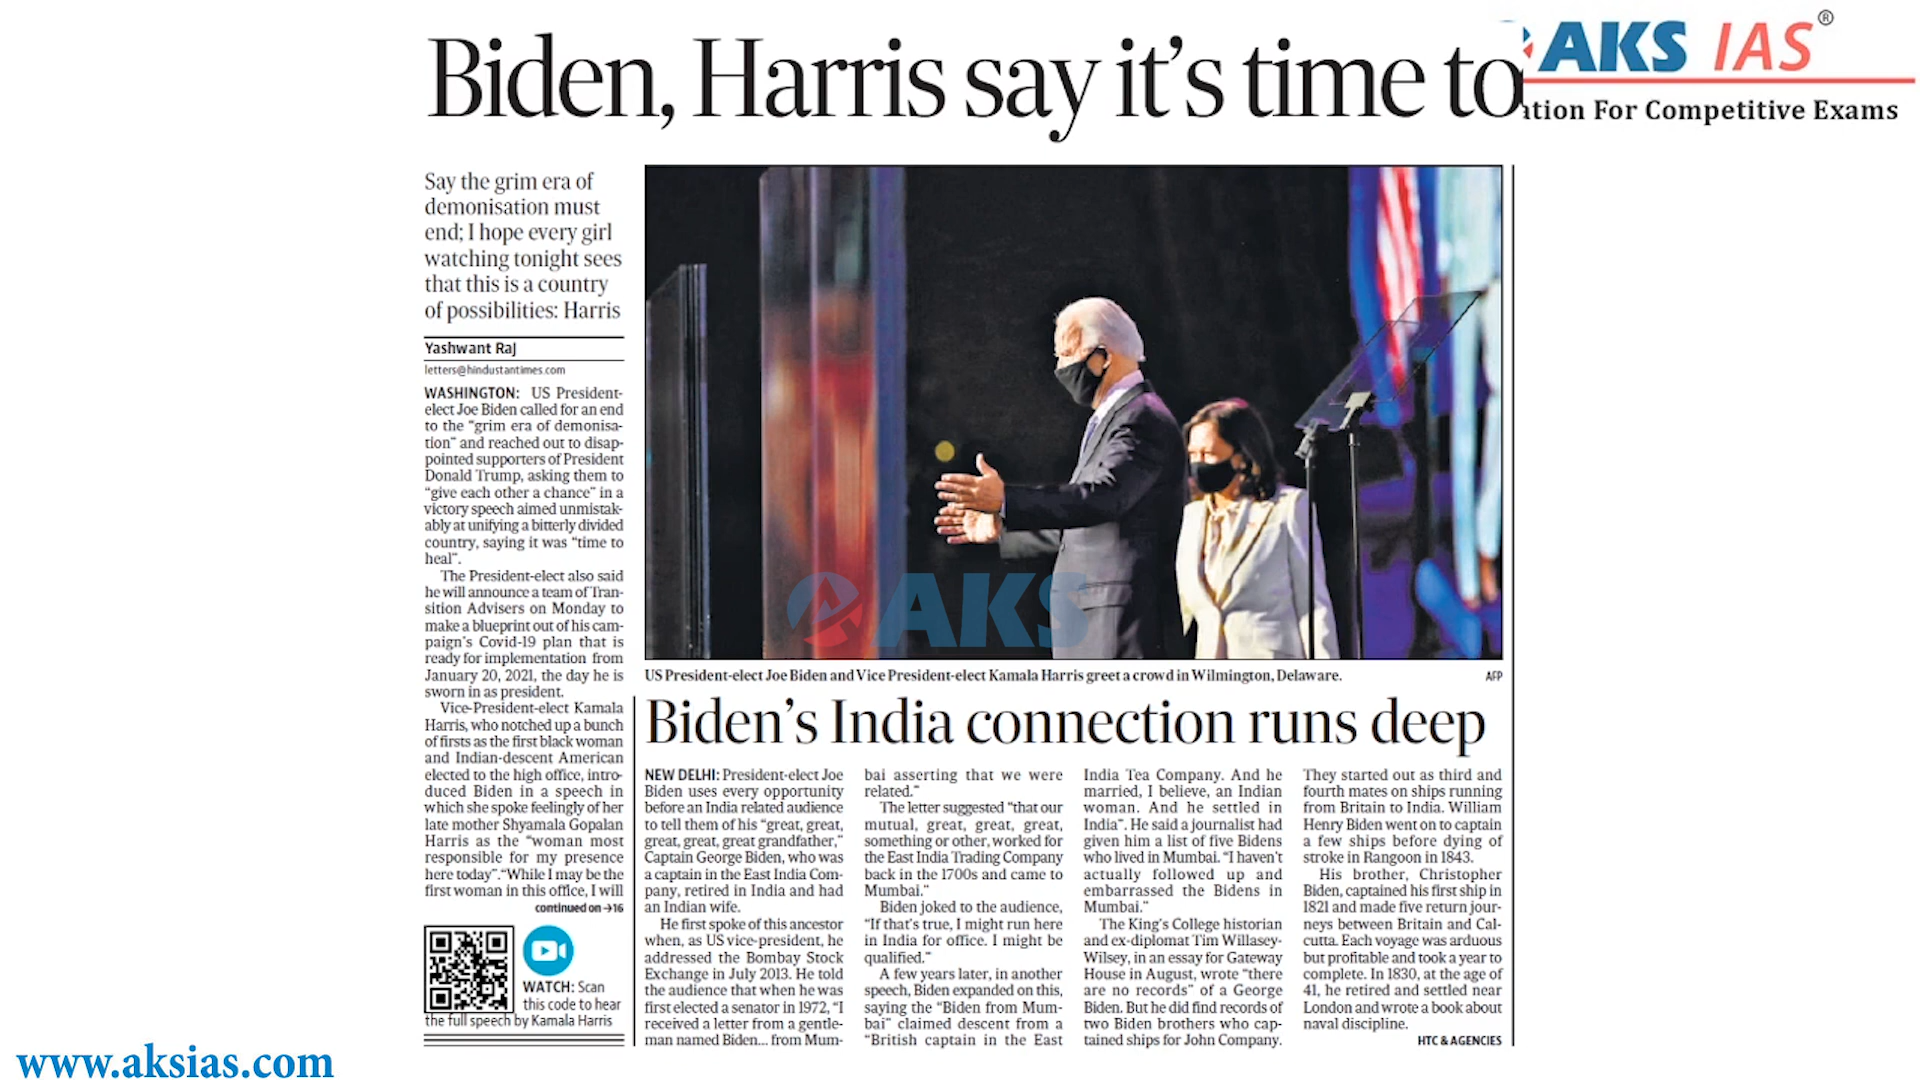 Biden, Harris say it's time to
AKS IAS®
ation For Competitive Exams
Say the grim era of
demonisation must
end; I hope every girl
watching tonight sees
that this is a country
of possibilities: Harris
Yashwant Raj
letters@hindustantimes.com
WASHINGTON: US President-
elect Joe Biden called for an end
to the "grim era of demonisa-
tion" and reached out to disap-
pointed supporters of President
Donald Trump, asking them to
"give each other a chance" in a
victory speech aimed unmistak-
ably at unifying a bitterly divided
country, saying it was "time to
heal".
The President-elect also said
he will announce a team of Tran-
sition Advisers on Monday to
make a blueprint out of his cam-
paign's Covid-19 plan that is
ready for implementation from
January 20, 2021, the day he is
sworn in as president.
Vice-President-elect Kamala
Harris, who notched up a bunch
of firsts as the first black woman
and Indian-descent American
elected to the high office, intro-
duced Biden in a speech in
which she spoke feelingly of her
late mother Shyamala Gopalan
Harris as the "woman most
responsible for my presence
here today"."While I may be the
first woman in this office, I will
continued on →16
WATCH: Scan
this code to hear
the full speech by Kamala Harris
AKS
US President-elect Joe Biden and Vice President-elect Kamala Harris greet a crowd in Wilmington, Delaware.
AFP
Biden's India connection runs deep
NEW DELHI: President-elect Joe
Biden uses every opportunity
before an India related audience
to tell them of his "great, great,
great, great, great grandfather,"
Captain George Biden, who was
a captain in the East India Com-
pany, retired in India and had
an Indian wife.
He first spoke of this ancestor
when, as US vice-president, he
addressed the Bombay Stock
Exchange in July 2013. He told
the audience that when he was
first elected a senator in 1972, "I
received a letter from a gentle-
man named Biden... from Mum-
bai asserting that we were
related."
The letter suggested "that our
mutual, great, great, great,
something or other, worked for
the East India Trading Company
back in the 1700s and came to
Mumbai."
Biden joked to the audience,
"If that's true, I might run here
in India for office. I might be
qualified."
A few years later, in another
speech, Biden expanded on this,
saying the "Biden from Mum-
bai" claimed descent from a
"British captain in the East
India Tea Company. And he
married, I believe, an Indian
woman. And he settled in
India". He said a journalist had
given him a list of five Bidens
who lived in Mumbai. "I haven't
actually followed up and
embarrassed the Bidens in
Mumbai."
The King's College historian
and ex-diplomat Tim Willasey-
Wilsey, in an essay for Gateway
House in August, wrote "there
are no records" of a George
Biden. But he did find records of
two Biden brothers who cap-
tained ships for John Company.
They started out as third and
fourth mates on ships running
from Britain to India. William
Henry Biden went on to captain
a few ships before dying of
stroke in Rangoon in 1843.
His brother, Christopher
Biden, captained his first ship in
1821 and made five return jour-
neys between Britain and Cal-
cutta. Each voyage was arduous
but profitable and took a year to
complete. In 1830, at the age of
41, he retired and settled near
London and wrote a book about
naval discipline.
HTC & AGENCIES
www.aksias.com